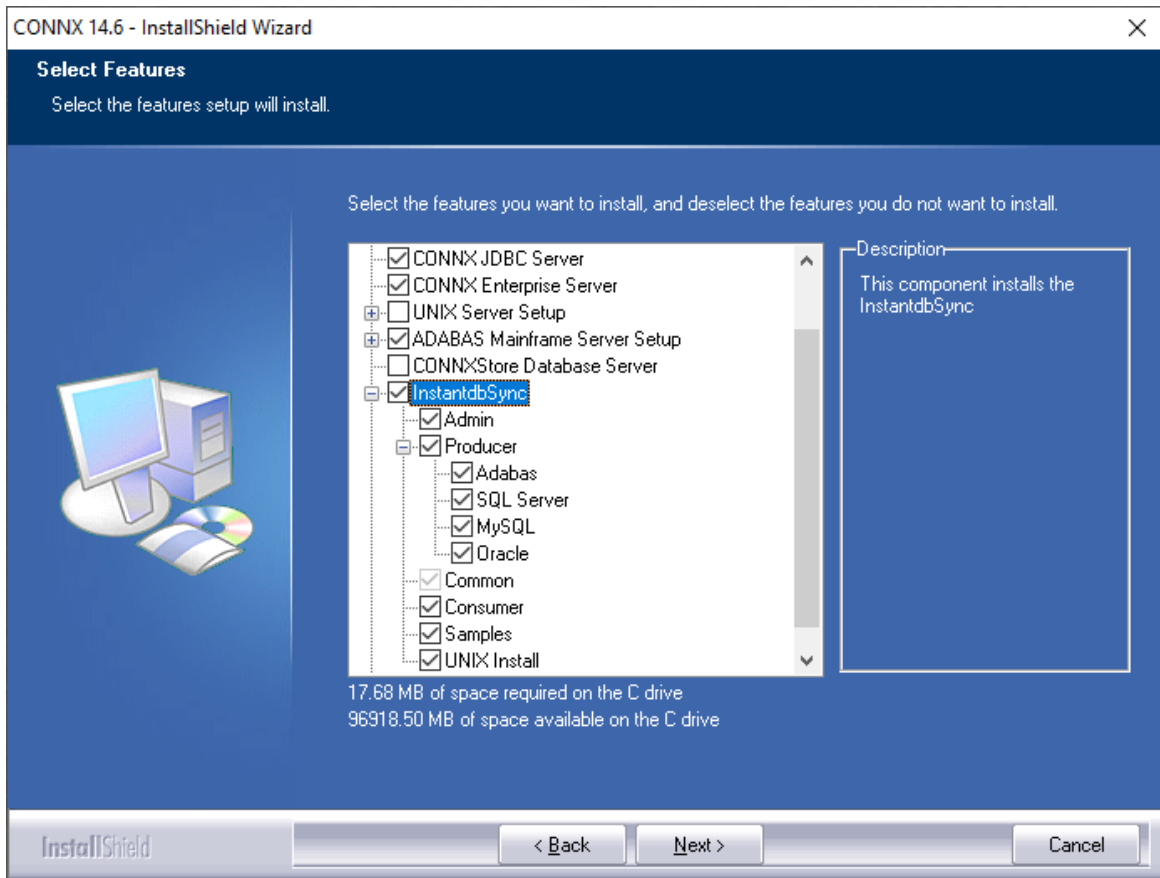 CONNX 14.6 - InstallShield Wizard
Select Features
Select the features setup will install.
Select the features you want to install, and deselect the features you do not want to install.
CONNX JDBC Server
CONNX Enterprise Server
UNIX Server Setup
ADABAS Mainframe Server Setup
CONNXStore Database Server
InstantdbSync
Admin
Producer
Adabas
SQL Server
MySQL
Oracle
Common
Consumer
Samples
UNIX Install
Description
This component installs the
InstantdbSync
17.68 MB of space required on the C drive
96918.50 MB of space available on the C drive
InstallShield
< Back
Next >
Cancel